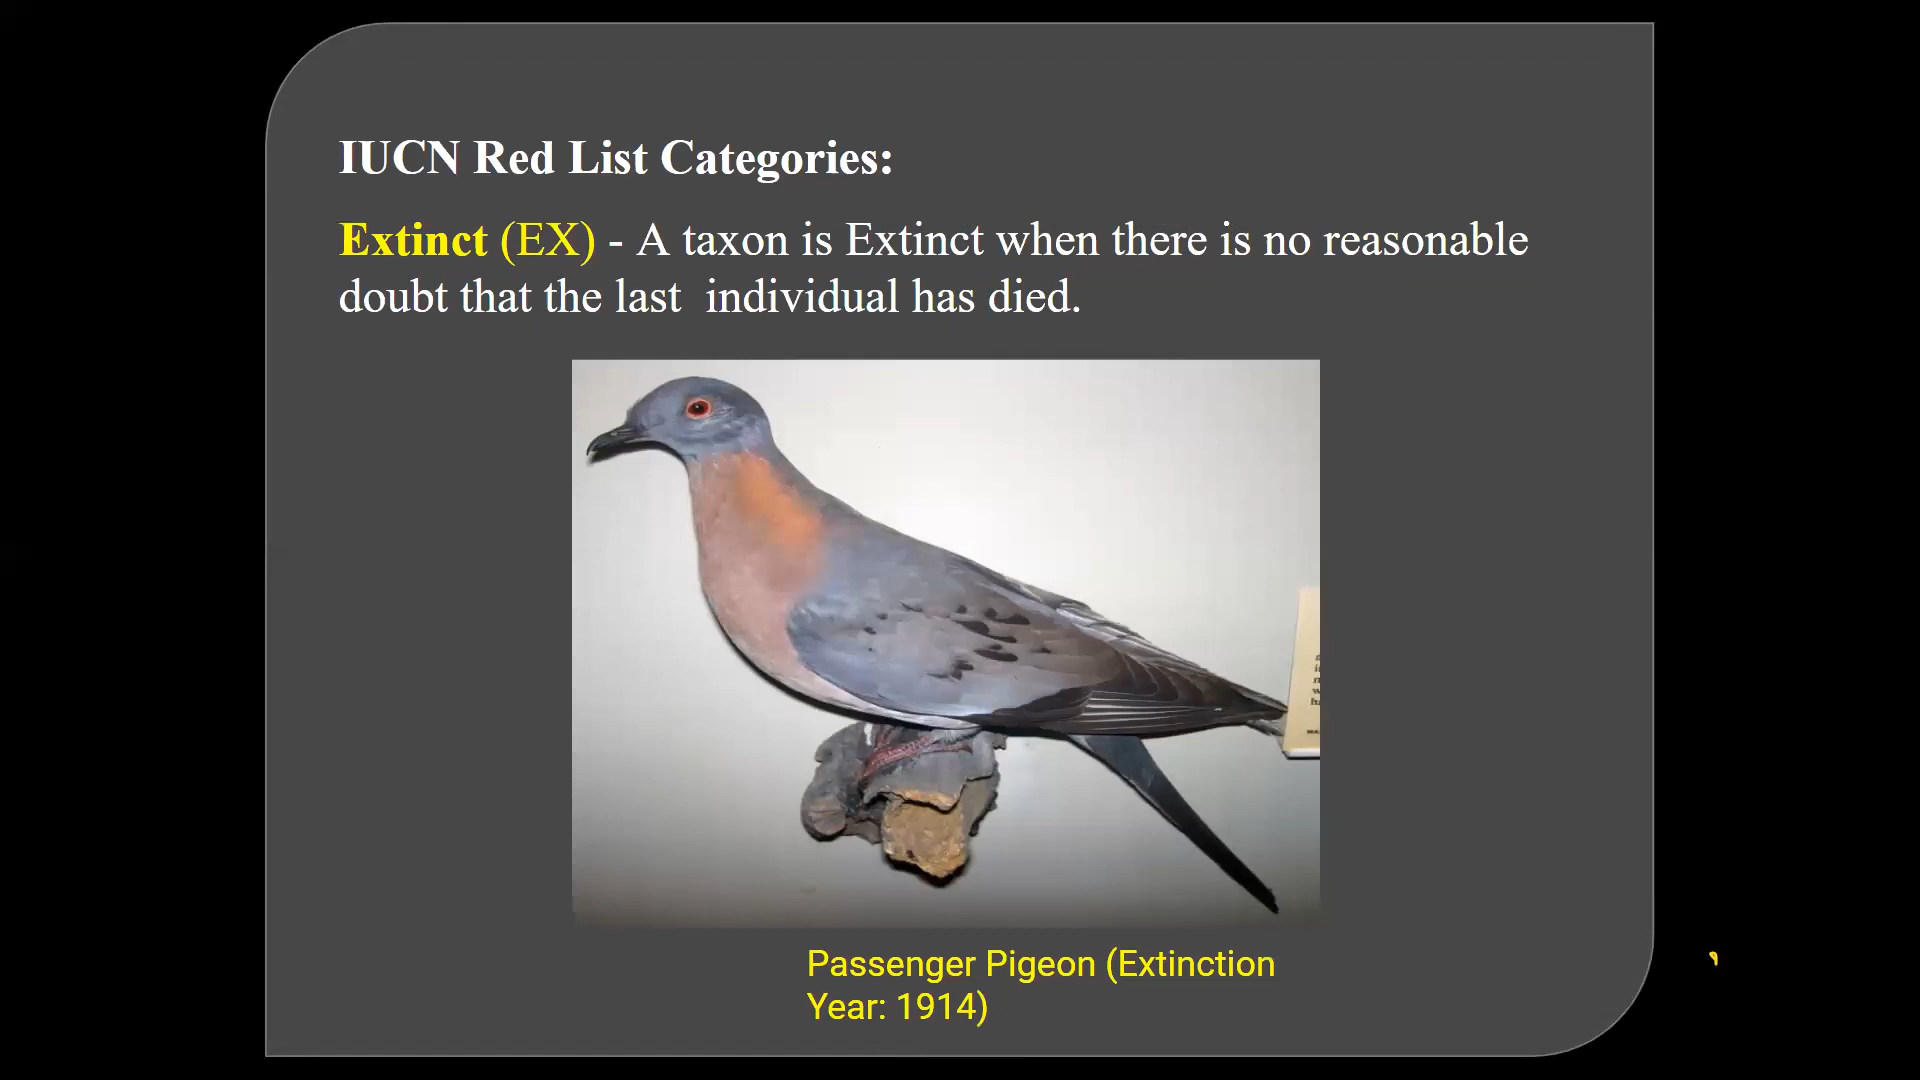 IUCN Red List Categories:
Extinct (EX) - A taxon is Extinct when there is no reasonable
doubt that the last  individual has died.
Passenger Pigeon (Extinction
Year: 1914)